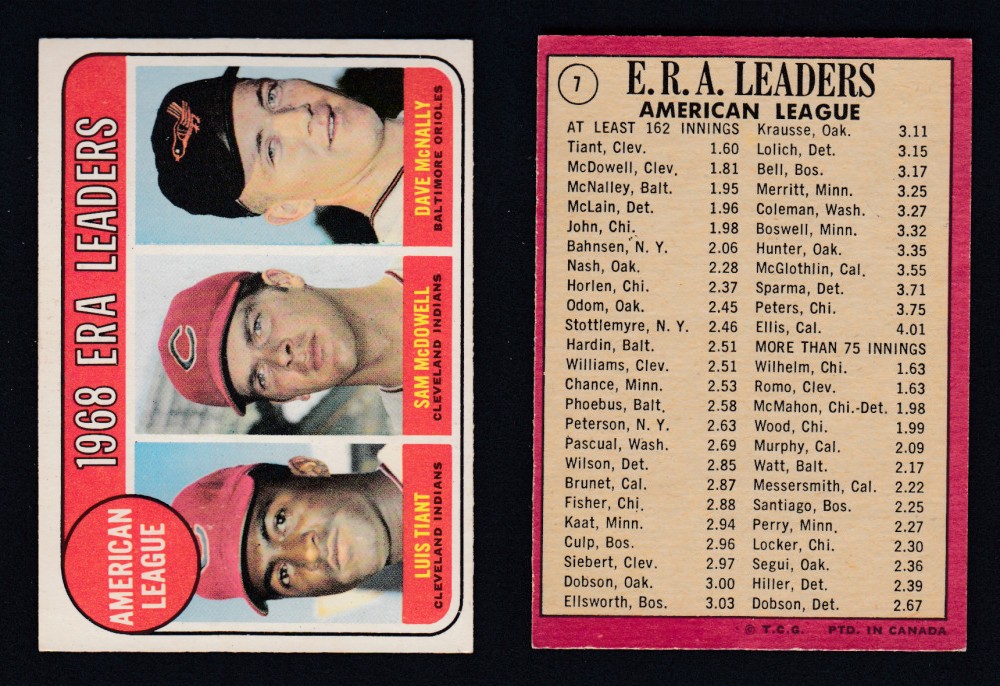 1968 ERA LEADERS
AMERICAN
LEAGUE
C
LUIS TIANT
CLEVELAND INDIANS
C
SAM McDOWELL
CLEVELAND INDIANS
DAVE McNALLY
BALTIMORE ORIOLES
7
E.R.A. LEADERS
AMERICAN LEAGUE
AT LEAST 162 INNINGS
Tiant, Clev. 1.60
McDowell, Clev. 1.81
McNalley, Balt. 1.95
McLain, Det. 1.96
John, Chi. 1.98
Bahnsen, N. Y. 2.06
Nash, Oak. 2.28
Horlen, Chi. 2.37
Odom, Oak. 2.45
Stottlemyre, N. Y. 2.46
Hardin, Balt. 2.51
Williams, Clev. 2.51
Chance, Minn. 2.53
Phoebus, Balt. 2.58
Peterson, N. Y. 2.63
Pascual, Wash. 2.69
Wilson, Det. 2.85
Brunet, Cal. 2.87
Fisher, Chi. 2.88
Kaat, Minn. 2.94
Culp, Bos. 2.96
Siebert, Clev. 2.97
Dobson, Oak. 3.00
Ellsworth, Bos. 3.03
Krausse, Oak. 3.11
Lolich, Det. 3.15
Bell, Bos. 3.17
Merritt, Minn. 3.25
Coleman, Wash. 3.27
Boswell, Minn. 3.32
Hunter, Oak. 3.35
McGlothlin, Cal. 3.55
Sparma, Det. 3.71
Peters, Chi. 3.75
Ellis, Cal. 4.01
MORE THAN 75 INNINGS
Wilhelm, Chi. 1.63
Romo, Clev. 1.63
McMahon, Chi.-Det. 1.98
Wood, Chi. 1.99
Murphy, Cal. 2.09
Watt, Balt. 2.17
Messersmith, Cal. 2.22
Santiago, Bos. 2.25
Perry, Minn. 2.27
Locker, Chi. 2.30
Segui, Oak. 2.36
Hiller, Det. 2.39
Dobson, Det. 2.67
© T.C.G. PTD. IN CANADA